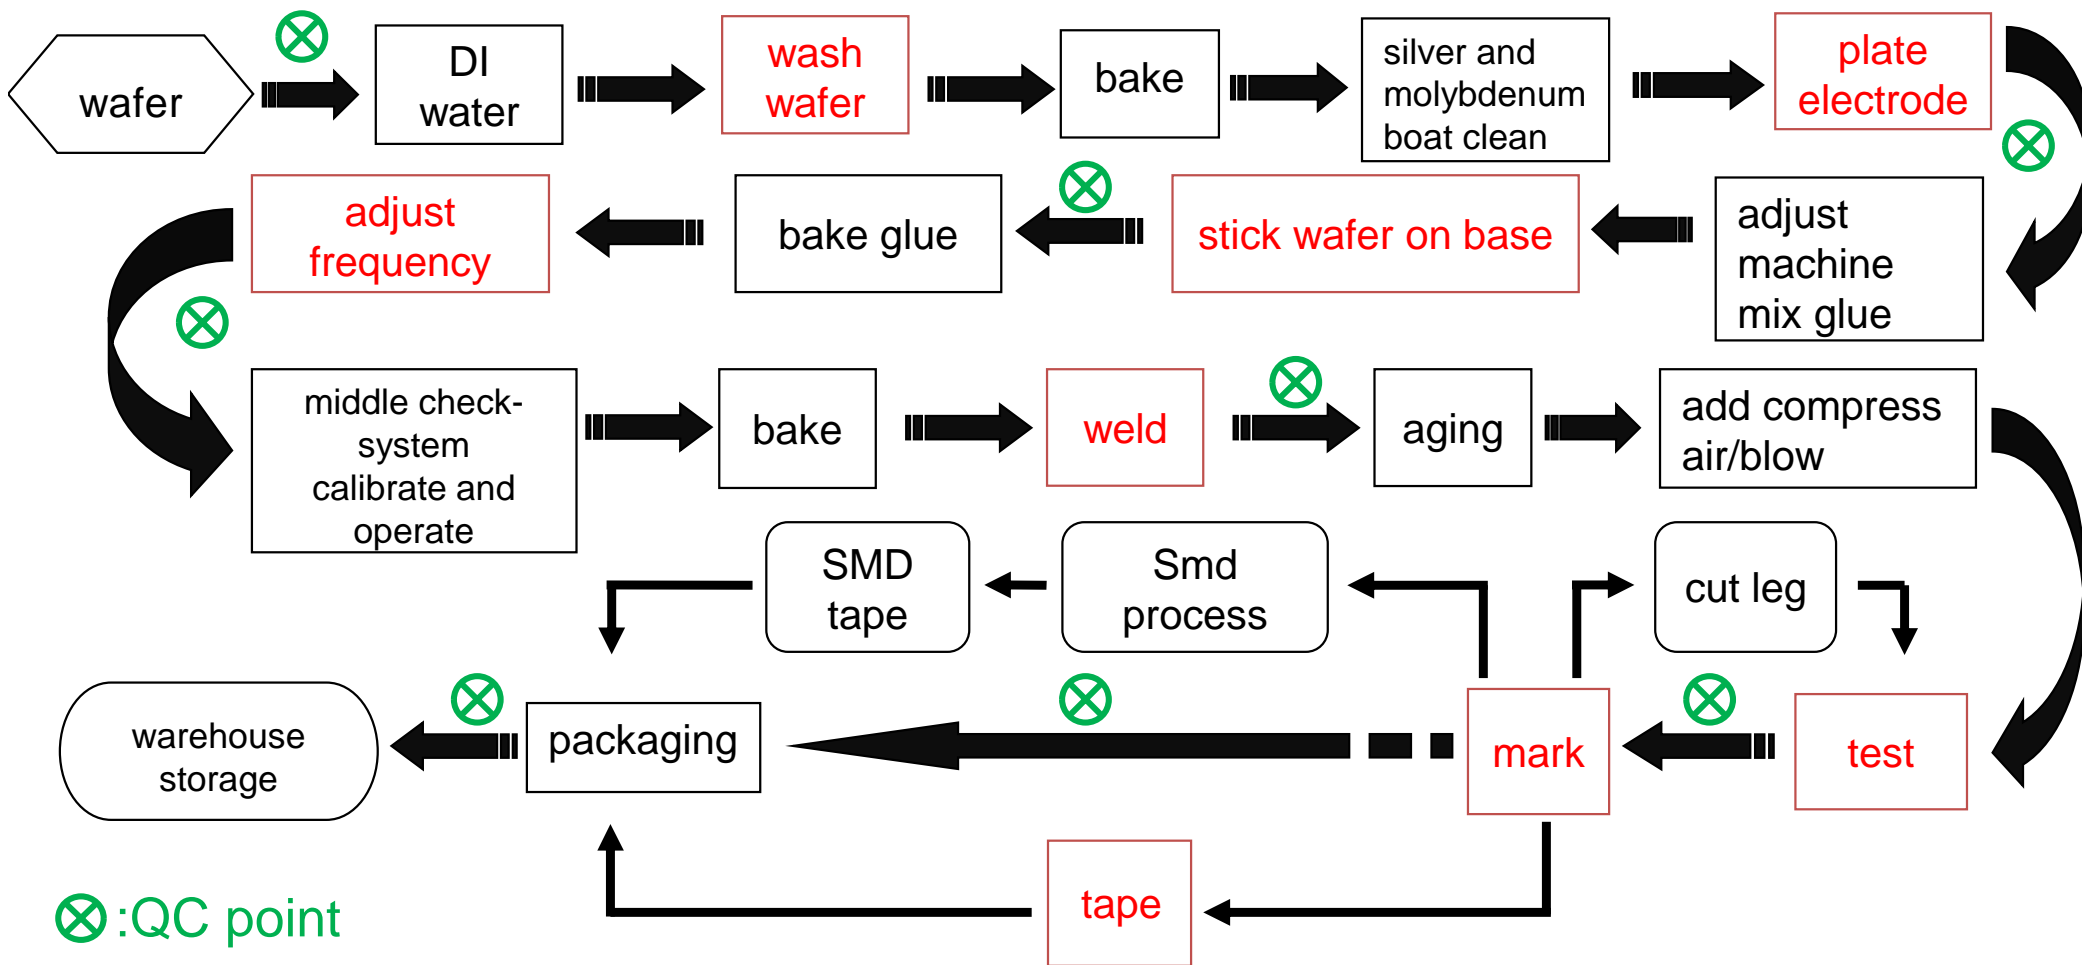 wafer
DI
water
wash
wafer
bake
silver and
molybdenum
boat clean
plate
electrode
adjust
frequency
bake glue
stick wafer on base
adjust
machine
mix glue
middle check-
system
calibrate and
operate
bake
weld
aging
add compress
air/blow
SMD
tape
Smd
process
cut leg
warehouse
storage
packaging
mark
test
tape
:QC point